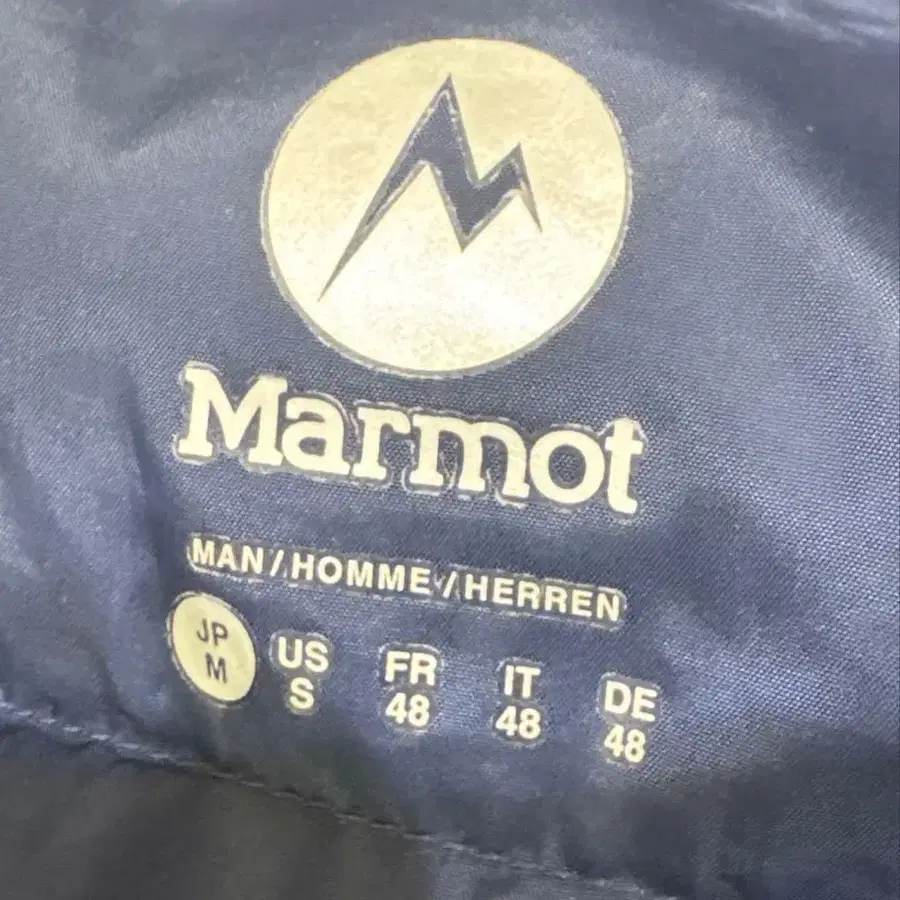 Marmot
MAN/HOMME/HERREN
JP US FR IT DE
M S 48 48 48